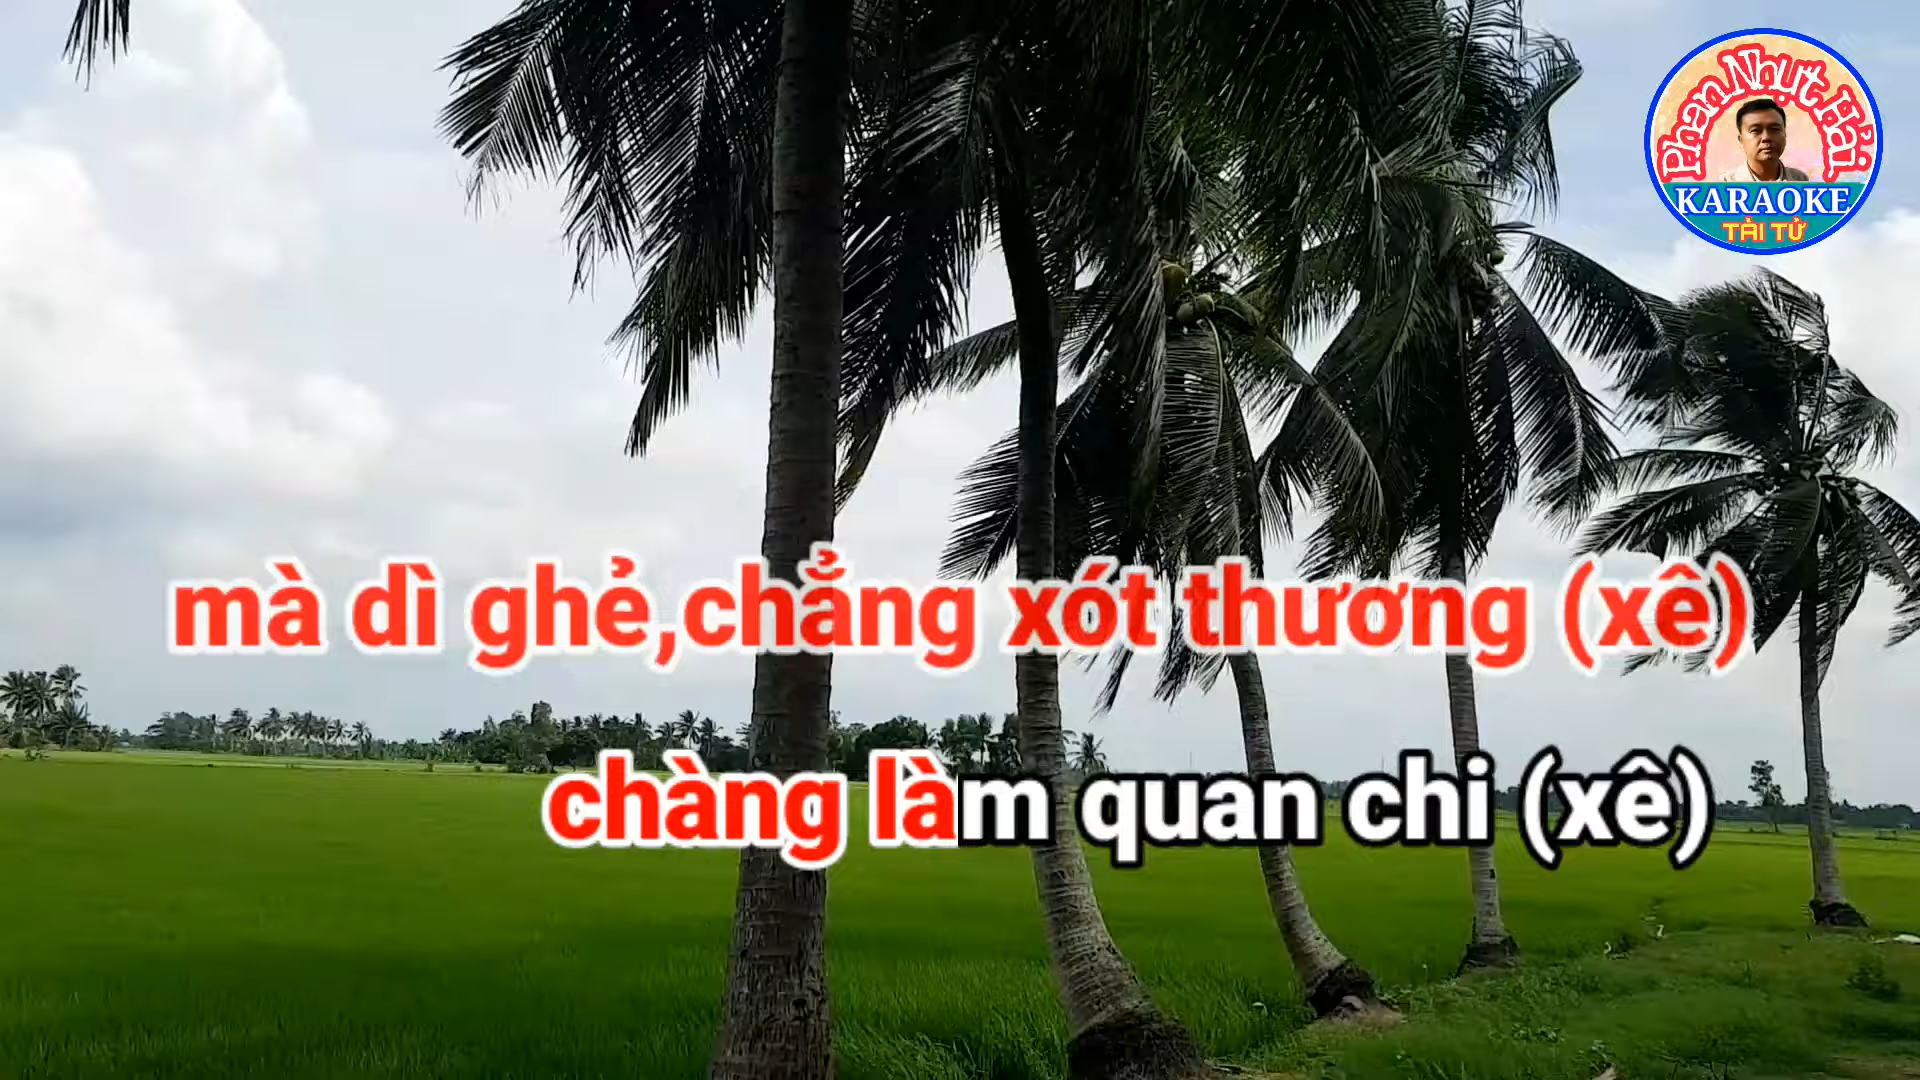 Phan Nhựt Hải
KARAOKE
TÀI TỬ
mà dì ghẻ,chẳng xót thương (xê)
chàng làm quan chi (xê)